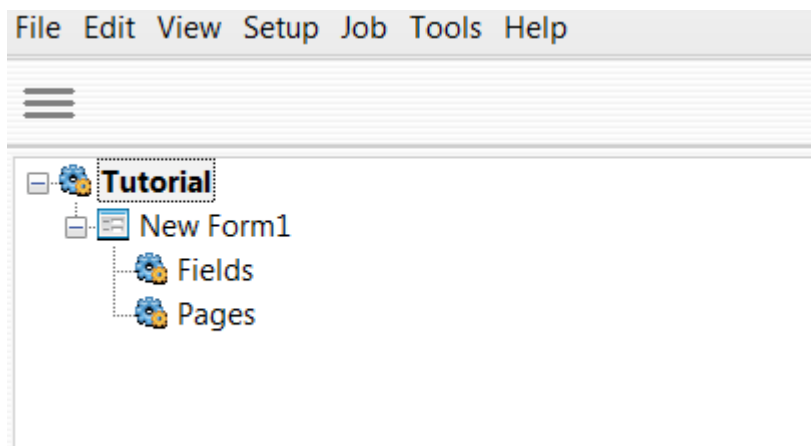 File Edit View Setup Job Tools Help
Tutorial
New Form1
Fields
Pages